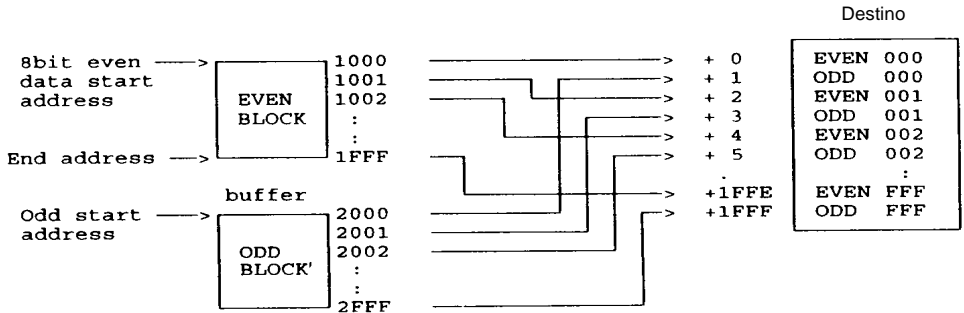 Destino
8bit even
data start
address
EVEN
BLOCK
1000
1001
1002
:
:
End address
1FFF
buffer
Odd start
address
ODD
BLOCK'
2000
2001
2002
:
:
2FFF
+ 0
+ 1
+ 2
+ 3
+ 4
+ 5
.
+1FFE
+1FFF
EVEN 000
ODD 000
EVEN 001
ODD 001
EVEN 002
ODD 002
:
EVEN FFF
ODD FFF